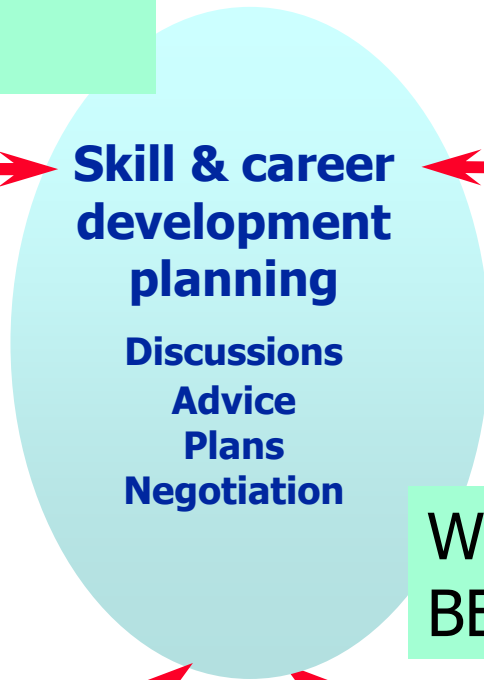 Skill & career
development
planning
Discussions
Advice
Plans
Negotiation